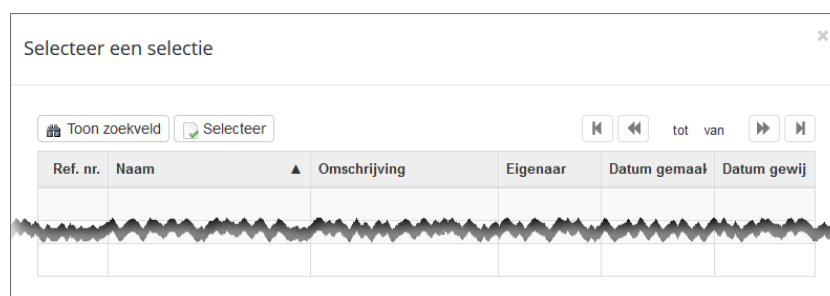 Selecteer een selectie
×
Toon zoekveld Selecteer tot van
Ref. nr. Naam ▲ Omschrijving Eigenaar Datum gemaak Datum gewij